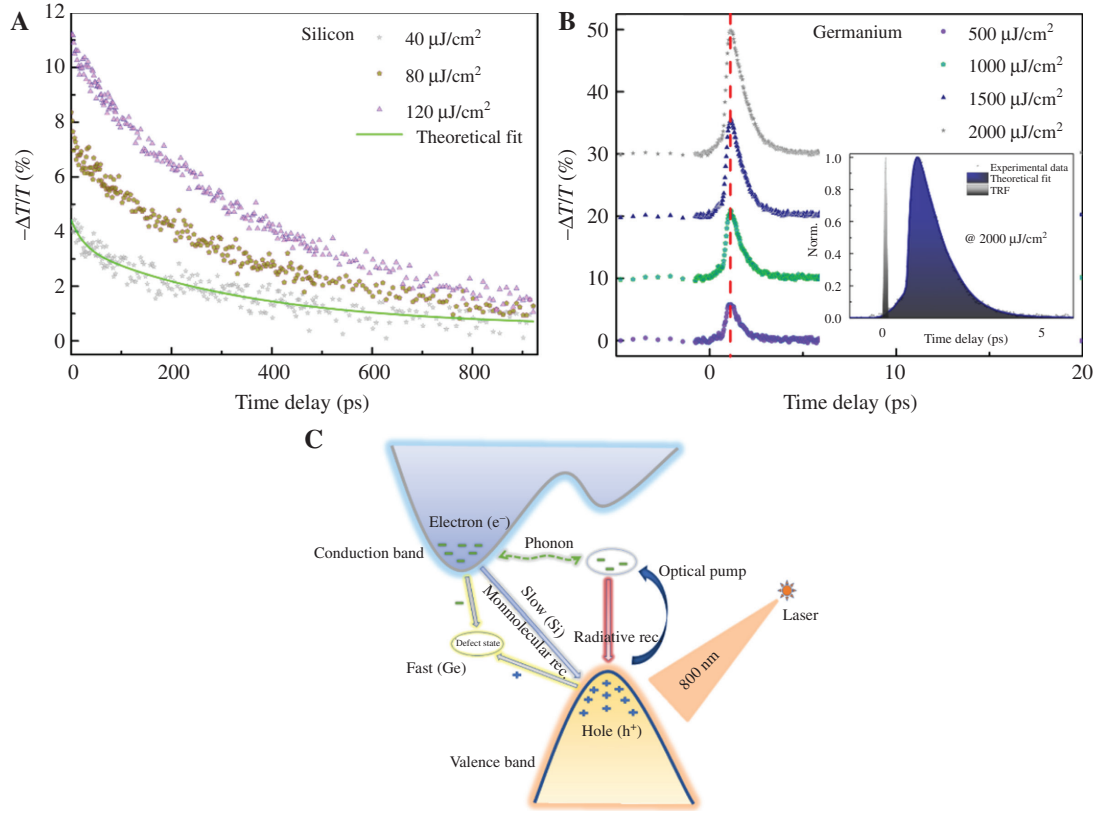 A
Silicon
40 μJ/cm²
80 μJ/cm²
120 μJ/cm²
Theoretical fit
−ΔT/T (%)
12
10
8
6
4
2
0
0 200 400 600 800
Time delay (ps)
B
Germanium
500 μJ/cm²
1000 μJ/cm²
1500 μJ/cm²
2000 μJ/cm²
−ΔT/T (%)
50
40
30
20
10
0
0 20
Time delay (ps)
Experimental data
Theoretical fit
TRF
@ 2000 μJ/cm²
Norm.
1.0
0.8
0.6
0.4
0.2
0.0
0 5
Time delay (ps)
C
Electron (e⁻)
Conduction band
Phonon
Optical pump
Laser
Slow (Si)
Monmolecular rec.
Radiative rec.
Defect state
Fast (Ge)
800 nm
Hole (h⁺)
Valence band